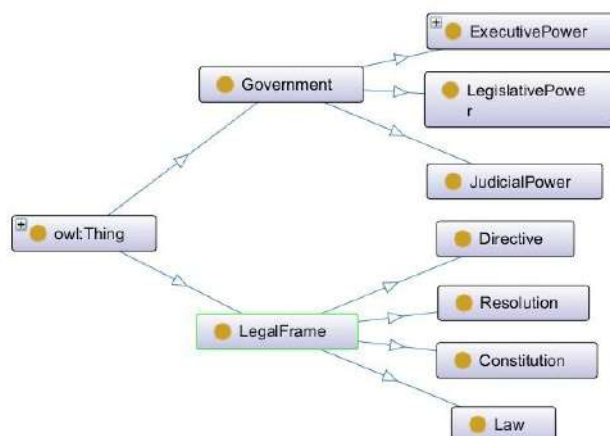 ExecutivePower
Government
LegislativePowe
r
JudicialPower
owl:Thing
Directive
LegalFrame
Resolution
Constitution
Law